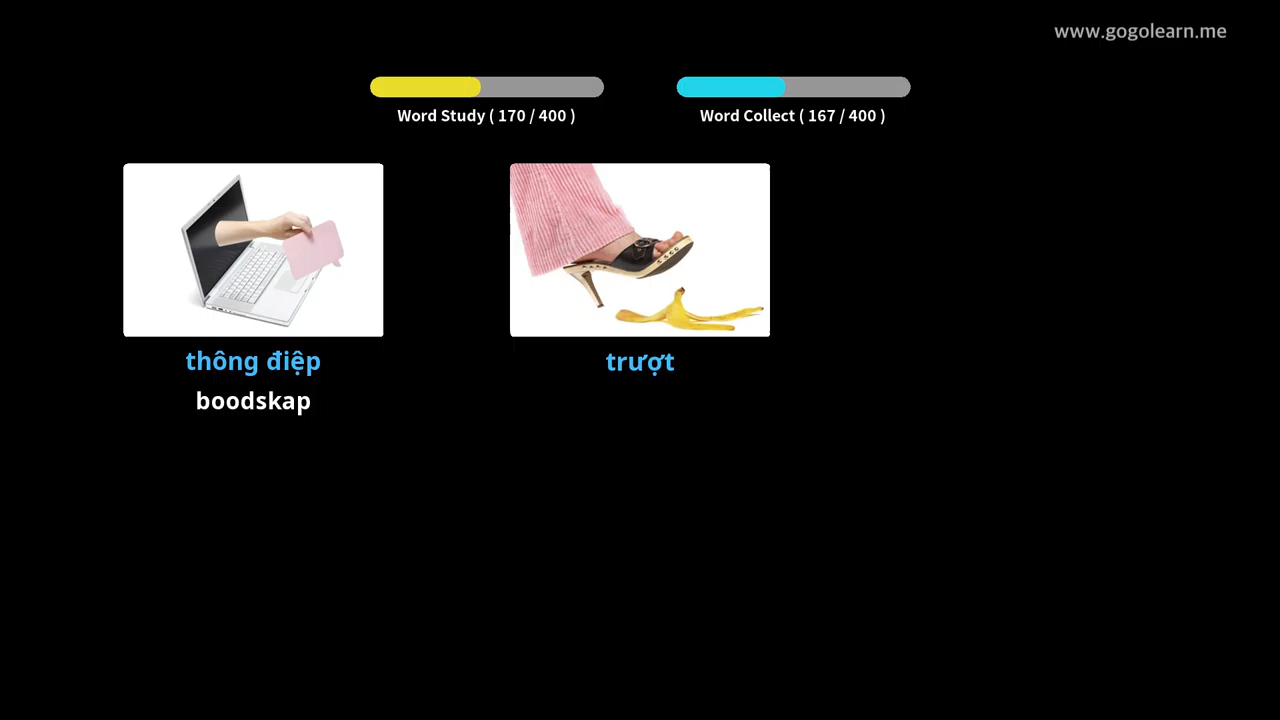 www.gogolearn.me
Word Study ( 170 / 400 )
Word Collect ( 167 / 400 )
thông điệp
trượt
boodskap